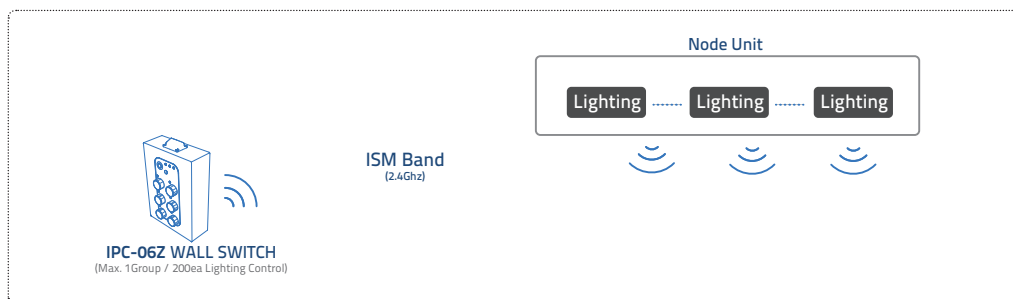 Node Unit
Lighting Lighting Lighting
ISM Band
(2.4Ghz)
IPC-06Z WALL SWITCH
(Max. 1Group / 200ea Lighting Control)